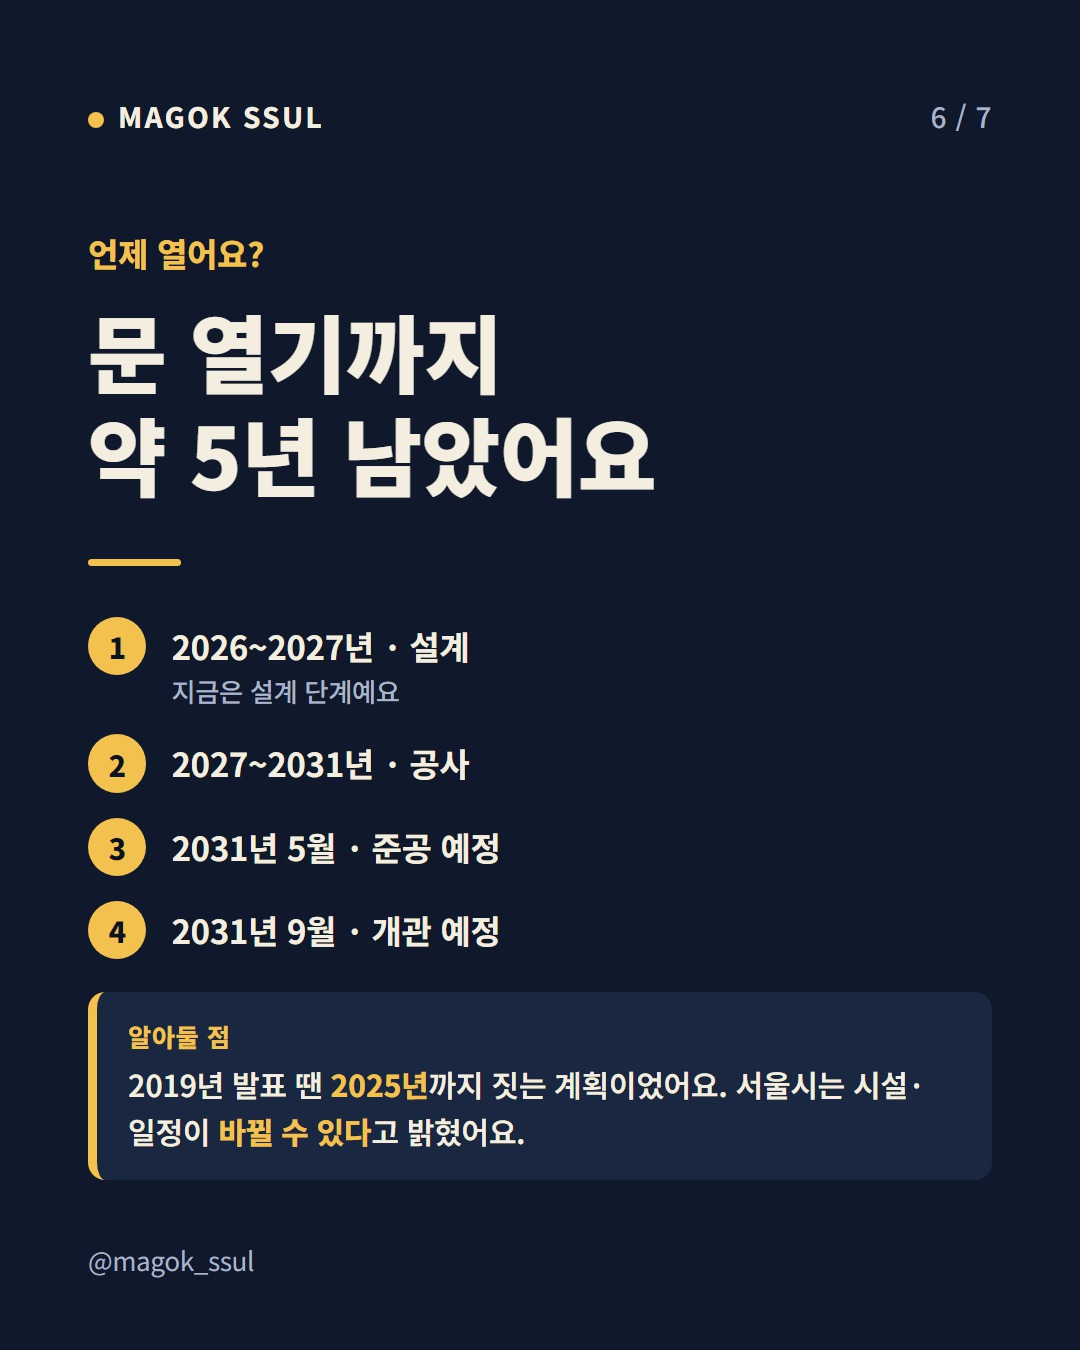 MAGOK SSUL
6 / 7
언제 열어요?
문 열기까지
약 5년 남았어요
1 2026~2027년 · 설계
지금은 설계 단계예요
2 2027~2031년 · 공사
3 2031년 5월 · 준공 예정
4 2031년 9월 · 개관 예정
알아둘 점
2019년 발표 땐 2025년까지 짓는 계획이었어요. 서울시는 시설·
일정이 바뀔 수 있다고 밝혔어요.
@magok_ssul